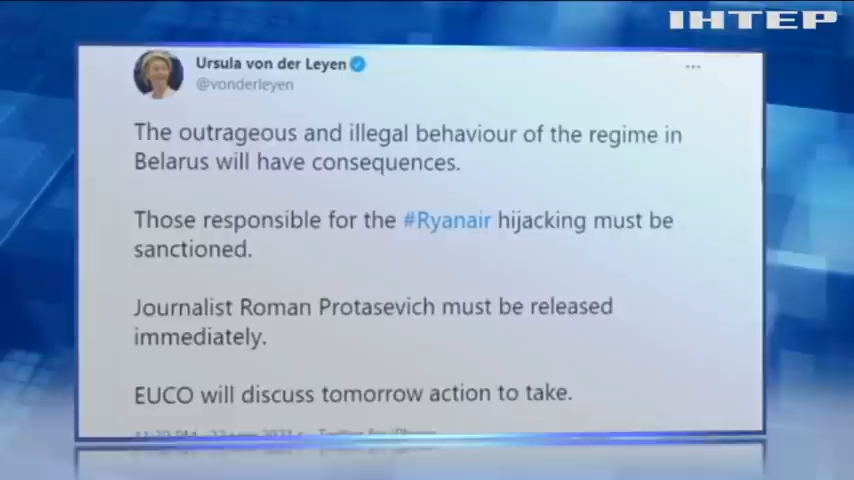 ІНТЕР
Ursula von der Leyen
@vonderleyen
The outrageous and illegal behaviour of the regime in
Belarus will have consequences.
Those responsible for the #Ryanair hijacking must be
sanctioned.
Journalist Roman Protasevich must be released
immediately.
EUCO will discuss tomorrow action to take.